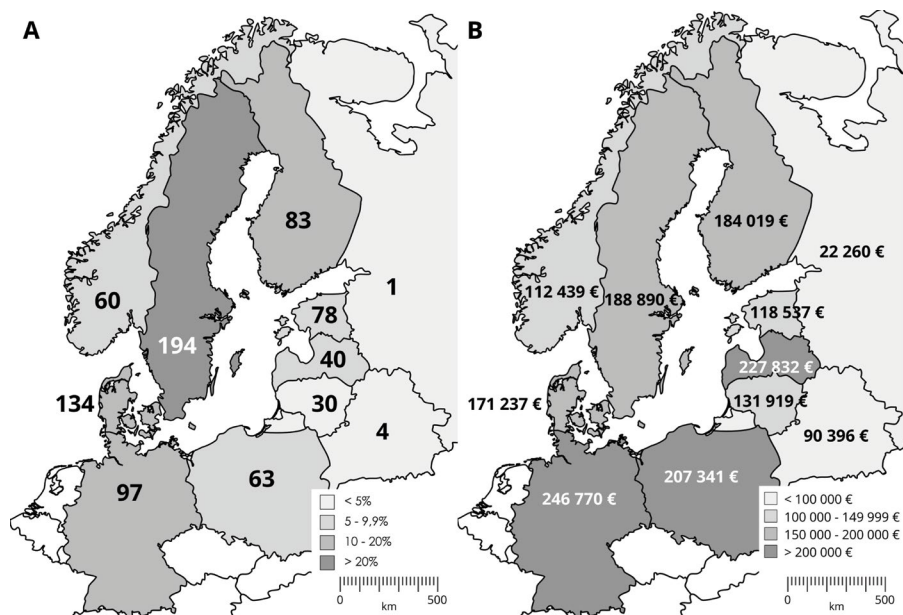 A
83
60
1
78
194
40
30
134
4
63
97
< 5%
5 - 9,9%
10 - 20%
> 20%
0 500
km
B
184 019 €
22 260 €
112 439 €
188 890 €
118 537 €
227 832 €
131 919 €
171 237 €
90 396 €
207 341 €
246 770 €
< 100 000 €
100 000 - 149 999 €
150 000 - 200 000 €
> 200 000 €
0 500
km